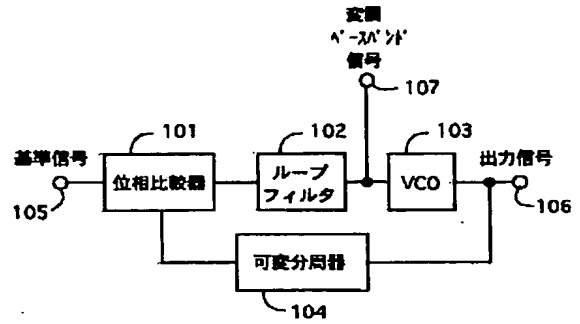 変調
ベースバンド
信号
107
101
102
103
基準信号
位相比較器
ループ
フィルタ
VCO
出力信号
105
106
可変分周器
104